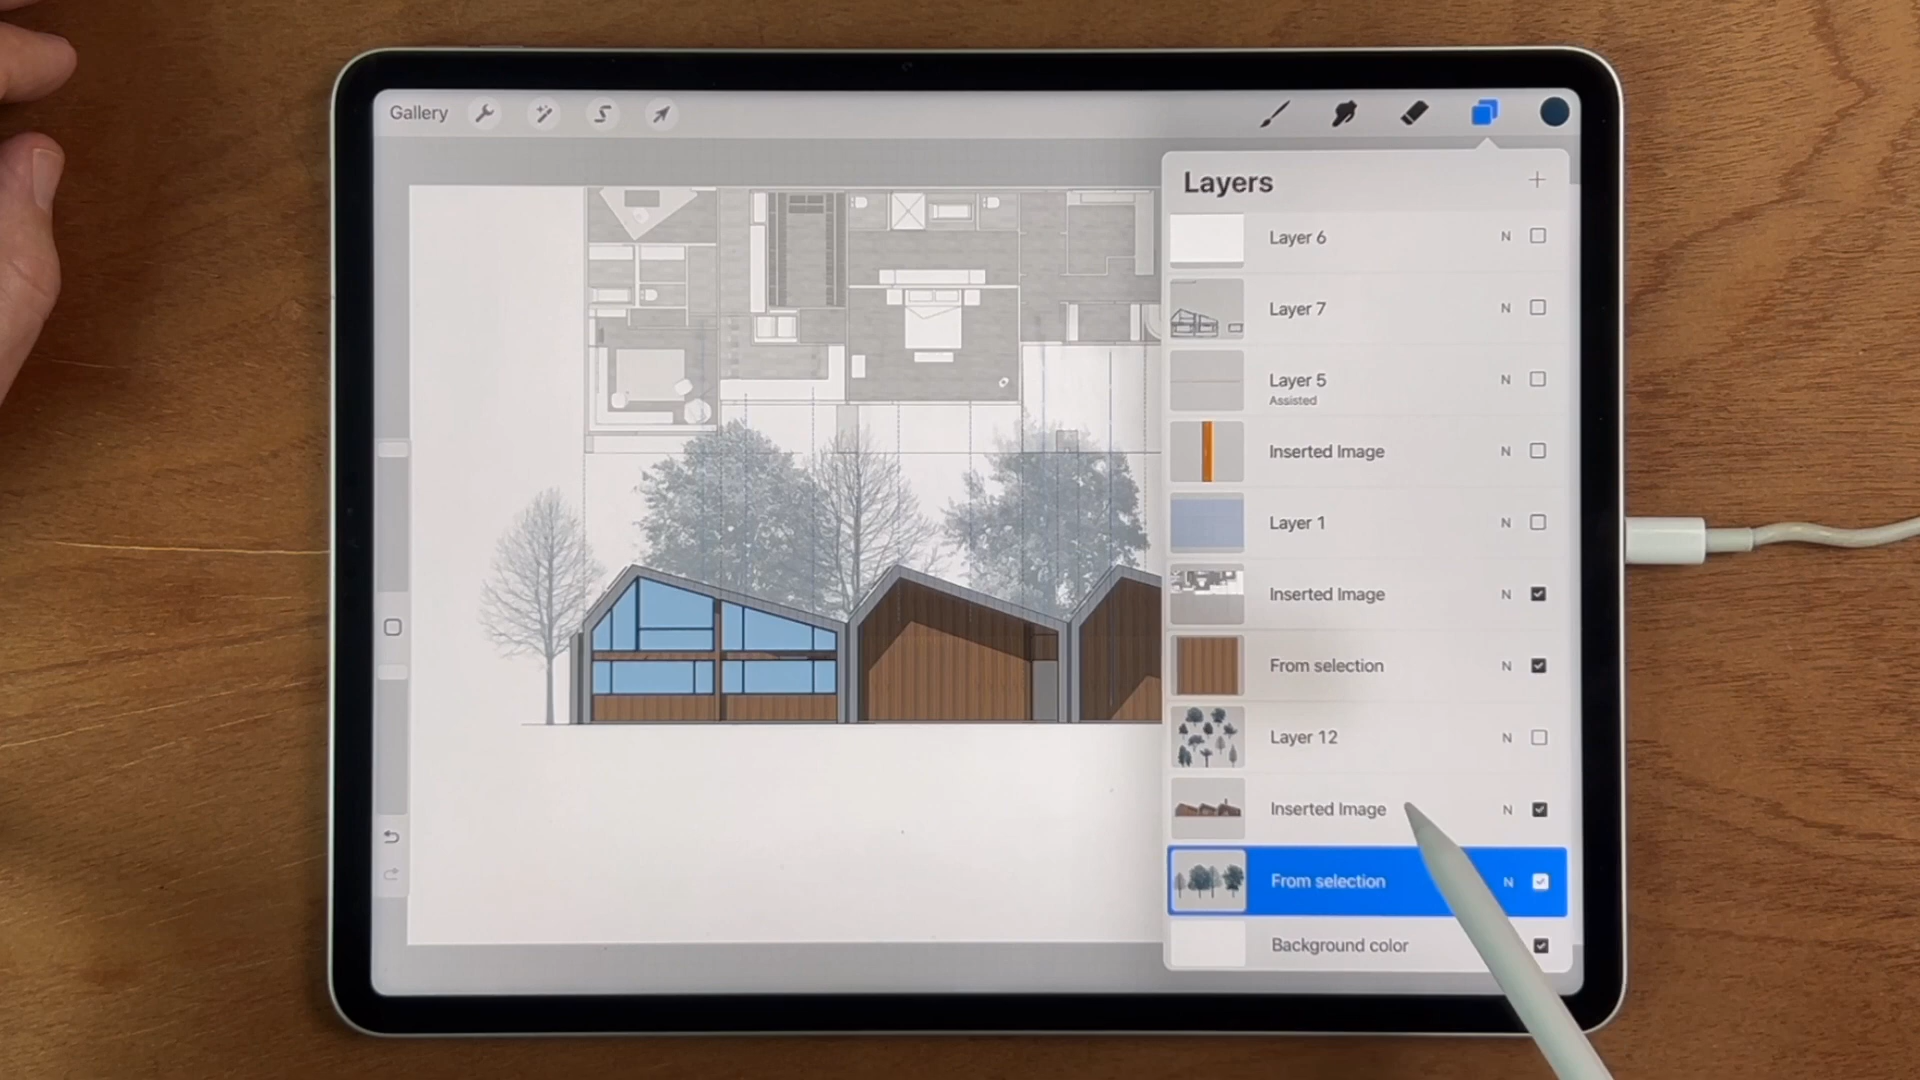 Gallery
Layers
Layer 6 N
Layer 7 N
Layer 5 N
Assisted
Inserted Image N
Layer 1 N
Inserted Image N
From selection N
Layer 12 N
Inserted Image N
From selection N
Background color